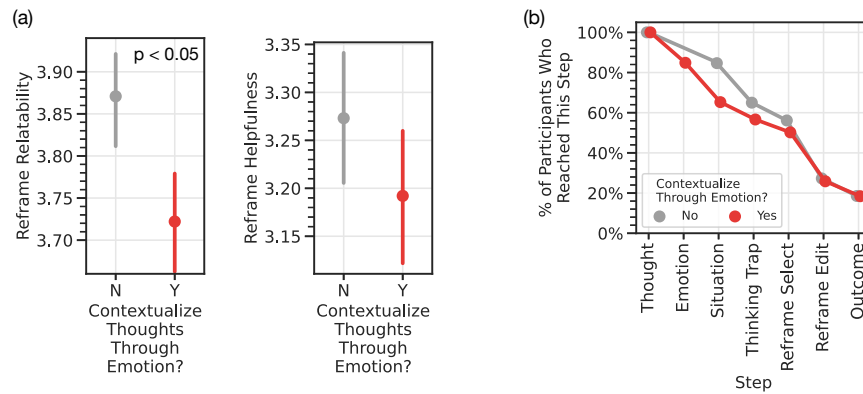 (a)
p < 0.05
Reframe Relatability
3.90
3.85
3.80
3.75
3.70
N
Y
Contextualize
Thoughts
Through
Emotion?
Reframe Helpfulness
3.35
3.30
3.25
3.20
3.15
N
Y
Contextualize
Thoughts
Through
Emotion?
(b)
% of Participants Who
Reached This Step
100%
80%
60%
40%
20%
0%
Contextualize
Through Emotion?
No
Yes
Thought
Emotion
Situation
Thinking Trap
Reframe Select
Reframe Edit
Outcome
Step